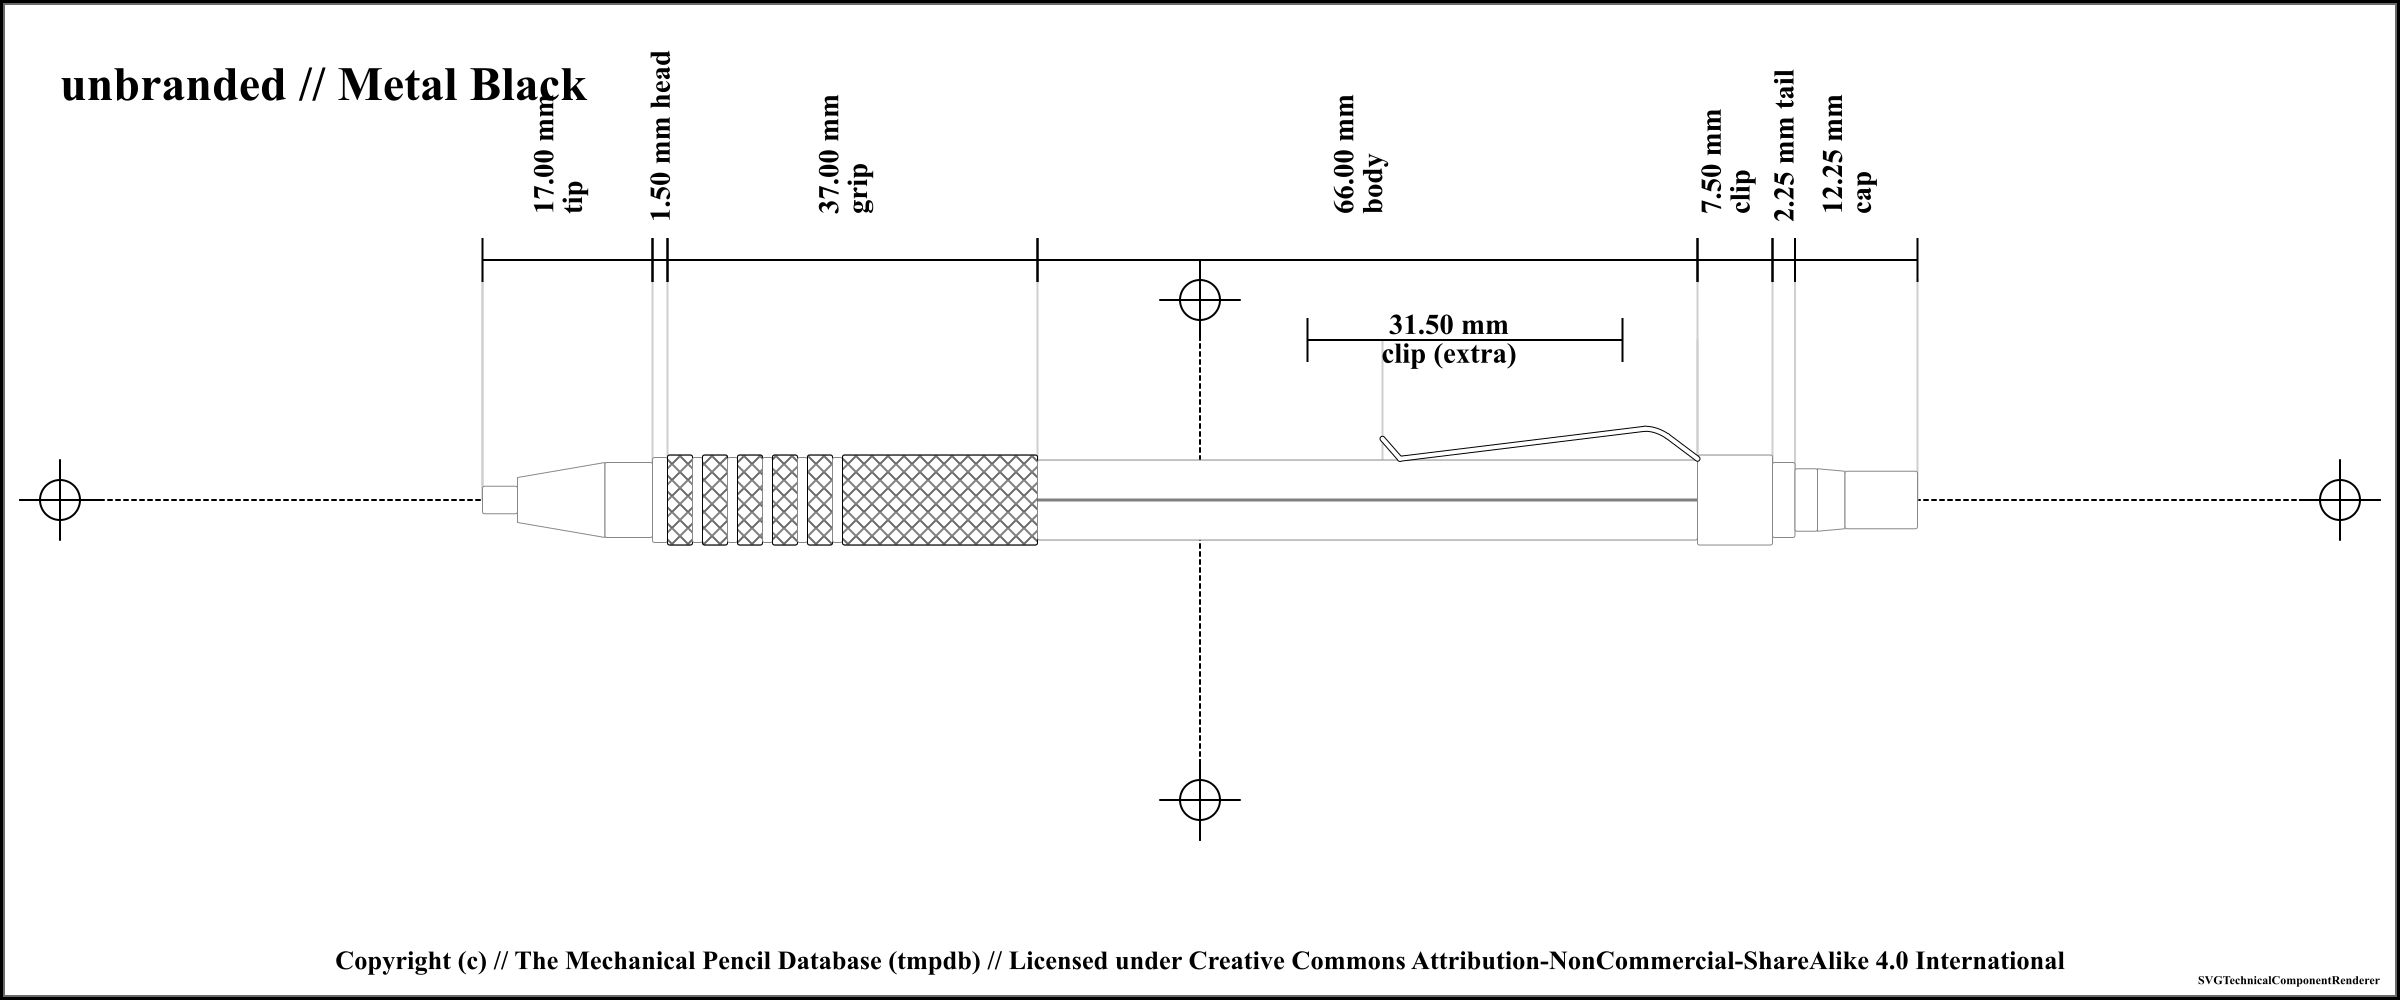 unbranded // Metal Black
17.00 mm
tip
1.50 mm head
37.00 mm
grip
66.00 mm
body
7.50 mm
clip
2.25 mm tail
12.25 mm
cap
31.50 mm
clip (extra)
Copyright (c) // The Mechanical Pencil Database (tmpdb) // Licensed under Creative Commons Attribution-NonCommercial-ShareAlike 4.0 International
SVGTechnicalComponentRenderer